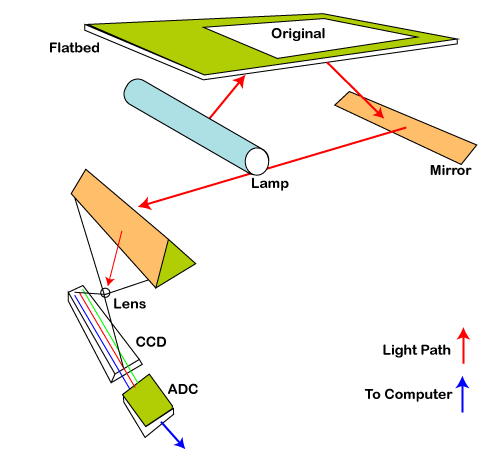 Original
Flatbed
Mirror
Lamp
Lens
CCD
Light Path
ADC
To Computer